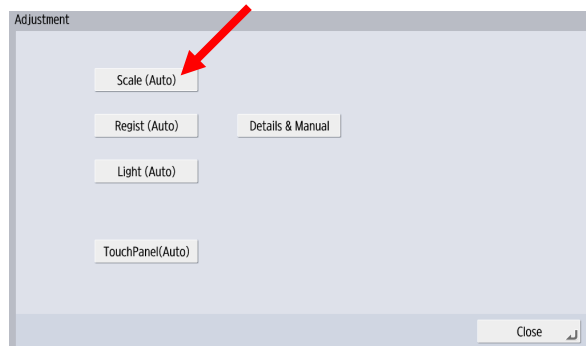 Adjustment
Scale (Auto)
Regist (Auto) Details & Manual
Light (Auto)
TouchPanel(Auto)
Close